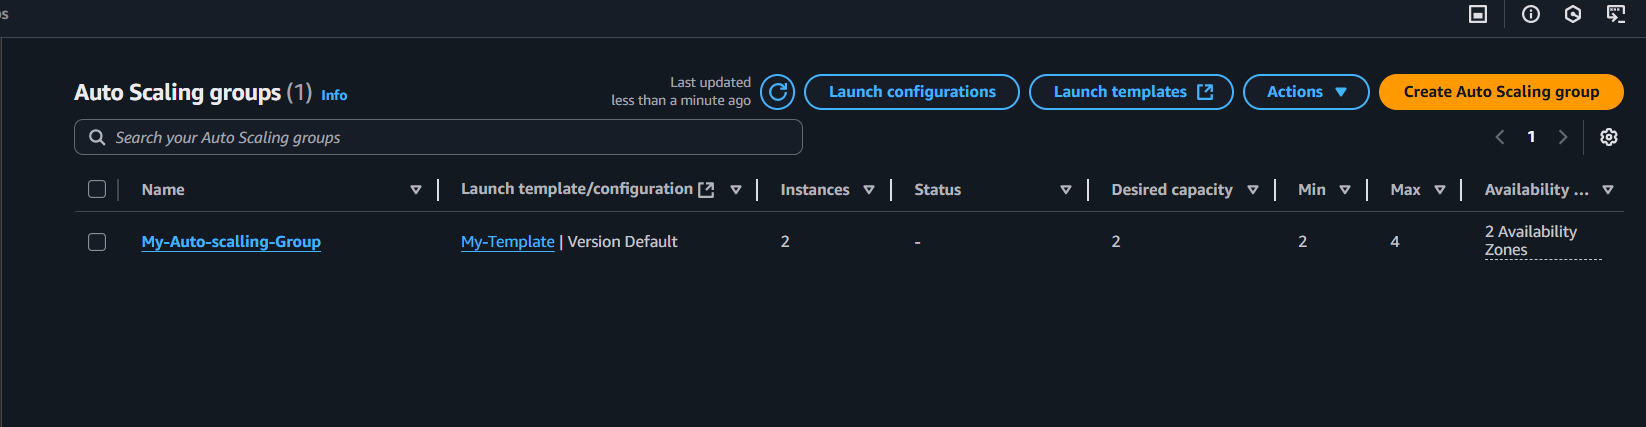 Auto Scaling groups (1) Info
Last updated
less than a minute ago
Launch configurations
Launch templates
Actions
Create Auto Scaling group
Search your Auto Scaling groups
1
Name Launch template/configuration Instances Status Desired capacity Min Max Availability ...
My-Auto-scalling-Group My-Template | Version Default 2 - 2 2 4 2 Availability
Zones